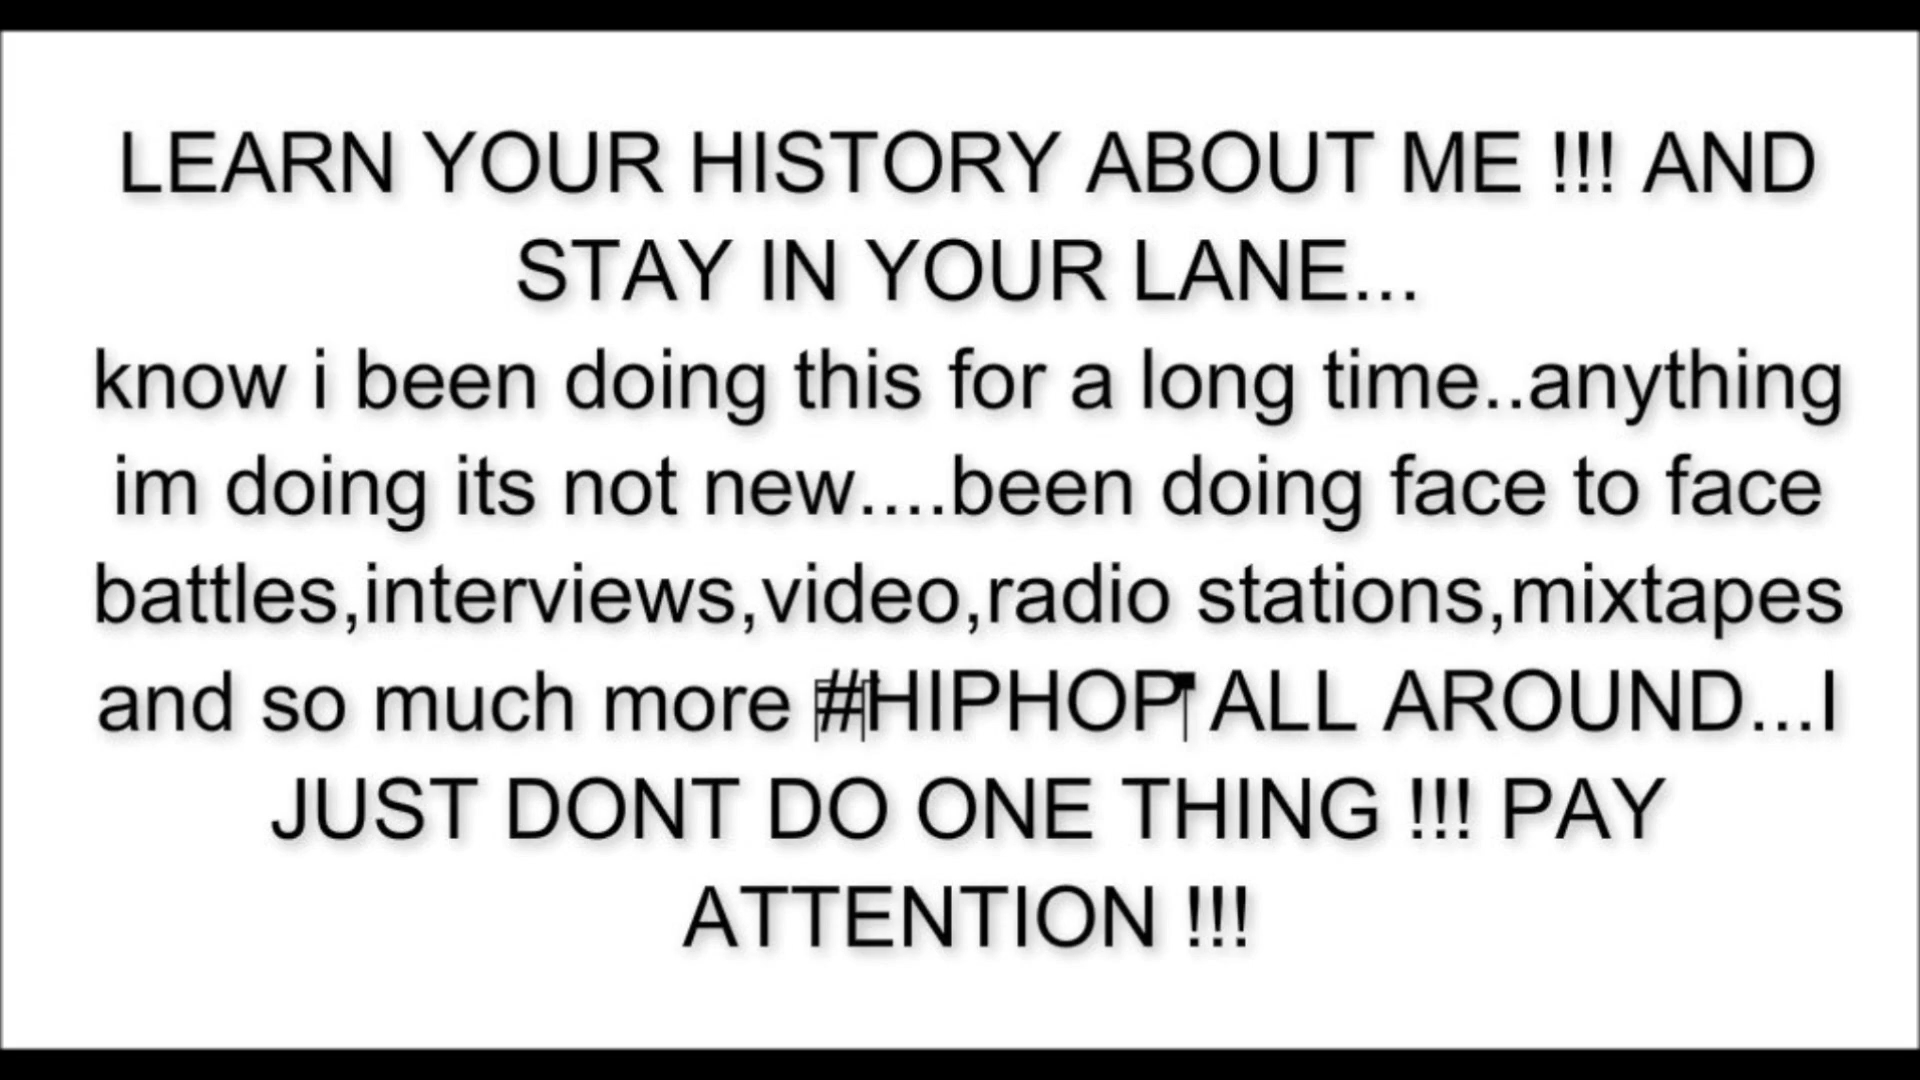 LEARN YOUR HISTORY ABOUT ME !!! AND
STAY IN YOUR LANE...
know i been doing this for a long time..anything
im doing its not new....been doing face to face
battles,interviews,video,radio stations,mixtapes
and so much more #HIPHOP ALL AROUND...I
JUST DONT DO ONE THING !!! PAY
ATTENTION !!!